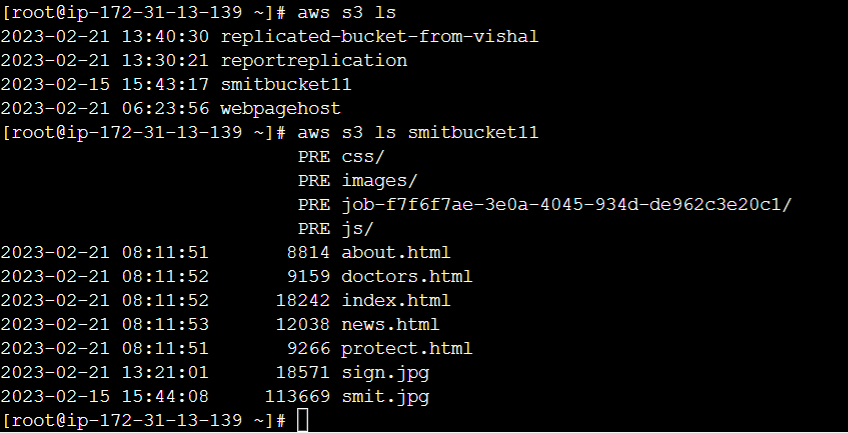 [root@ip-172-31-13-139 ~]# aws s3 ls
2023-02-21 13:40:30 replicated-bucket-from-vishal
2023-02-21 13:30:21 reportreplication
2023-02-15 15:43:17 smitbucket11
2023-02-21 06:23:56 webpagehost
[root@ip-172-31-13-139 ~]# aws s3 ls smitbucket11
                           PRE css/
                           PRE images/
                           PRE job-f7f6f7ae-3e0a-4045-934d-de962c3e20c1/
                           PRE js/
2023-02-21 08:11:51       8814 about.html
2023-02-21 08:11:52       9159 doctors.html
2023-02-21 08:11:52      18242 index.html
2023-02-21 08:11:53      12038 news.html
2023-02-21 08:11:51       9266 protect.html
2023-02-21 13:21:01      18571 sign.jpg
2023-02-15 15:44:08     113669 smit.jpg
[root@ip-172-31-13-139 ~]#